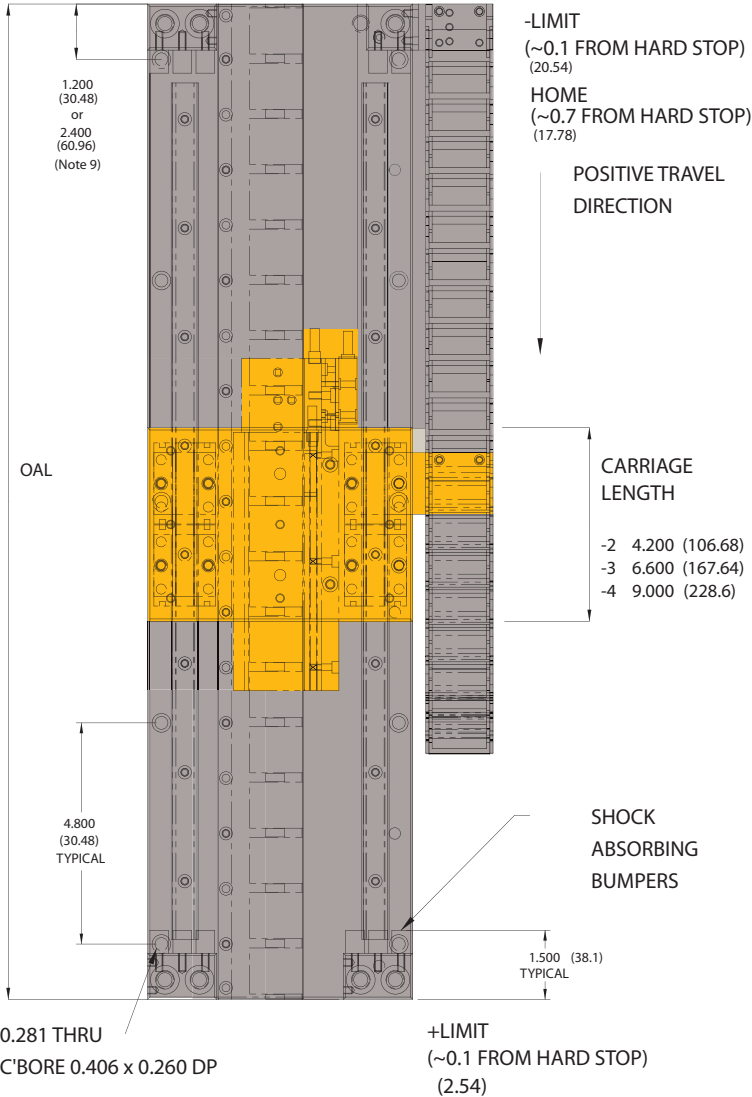 -LIMIT
(~0.1 FROM HARD STOP)
(20.54)
HOME
(~0.7 FROM HARD STOP)
(17.78)
1.200
(30.48)
or
2.400
(60.96)
(Note 9)
POSITIVE TRAVEL
DIRECTION
OAL
CARRIAGE
LENGTH
-2 4.200 (106.68)
-3 6.600 (167.64)
-4 9.000 (228.6)
4.800
(30.48)
TYPICAL
SHOCK
ABSORBING
BUMPERS
1.500 (38.1)
TYPICAL
0.281 THRU
C'BORE 0.406 x 0.260 DP
+LIMIT
(~0.1 FROM HARD STOP)
(2.54)